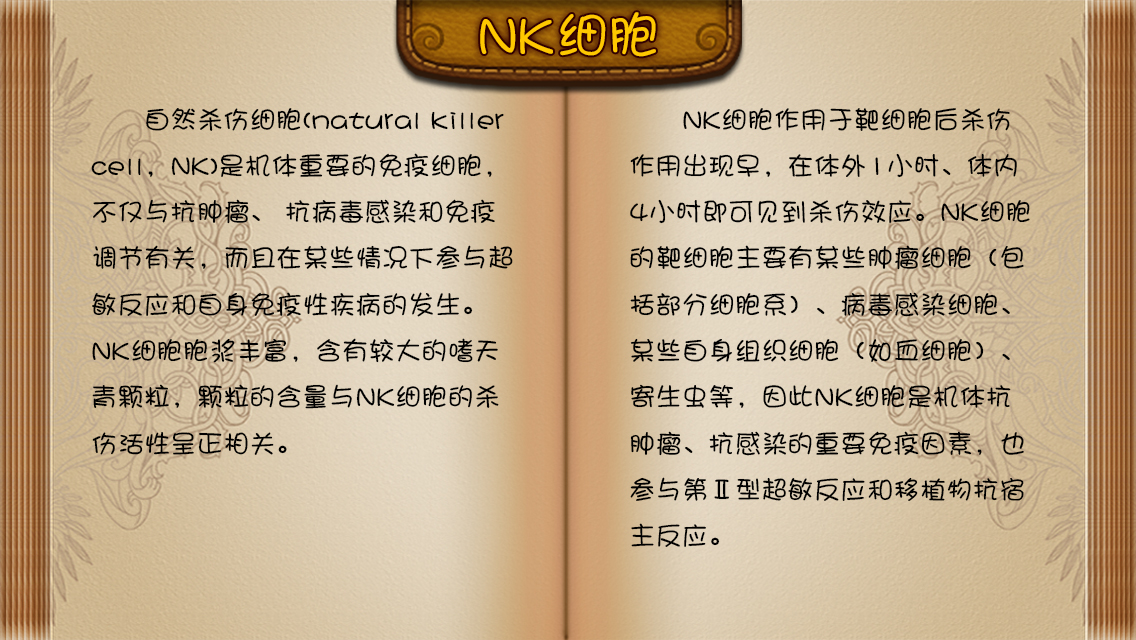 NK细胞
自然杀伤细胞(natural killer
cell，NK)是机体重要的免疫细胞，
不仅与抗肿瘤、 抗病毒感染和免疫
调节有关，而且在某些情况下参与超
敏反应和自身免疫性疾病的发生。
NK细胞胞浆丰富，含有较大的嗜天
青颗粒，颗粒的含量与NK细胞的杀
伤活性呈正相关。
NK细胞作用于靶细胞后杀伤
作用出现早，在体外1小时、体内
4小时即可见到杀伤效应。NK细胞
的靶细胞主要有某些肿瘤细胞（包
括部分细胞系）、病毒感染细胞、
某些自身组织细胞（如血细胞）、
寄生虫等，因此NK细胞是机体抗
肿瘤、抗感染的重要免疫因素，也
参与第Ⅱ型超敏反应和移植物抗宿
主反应。